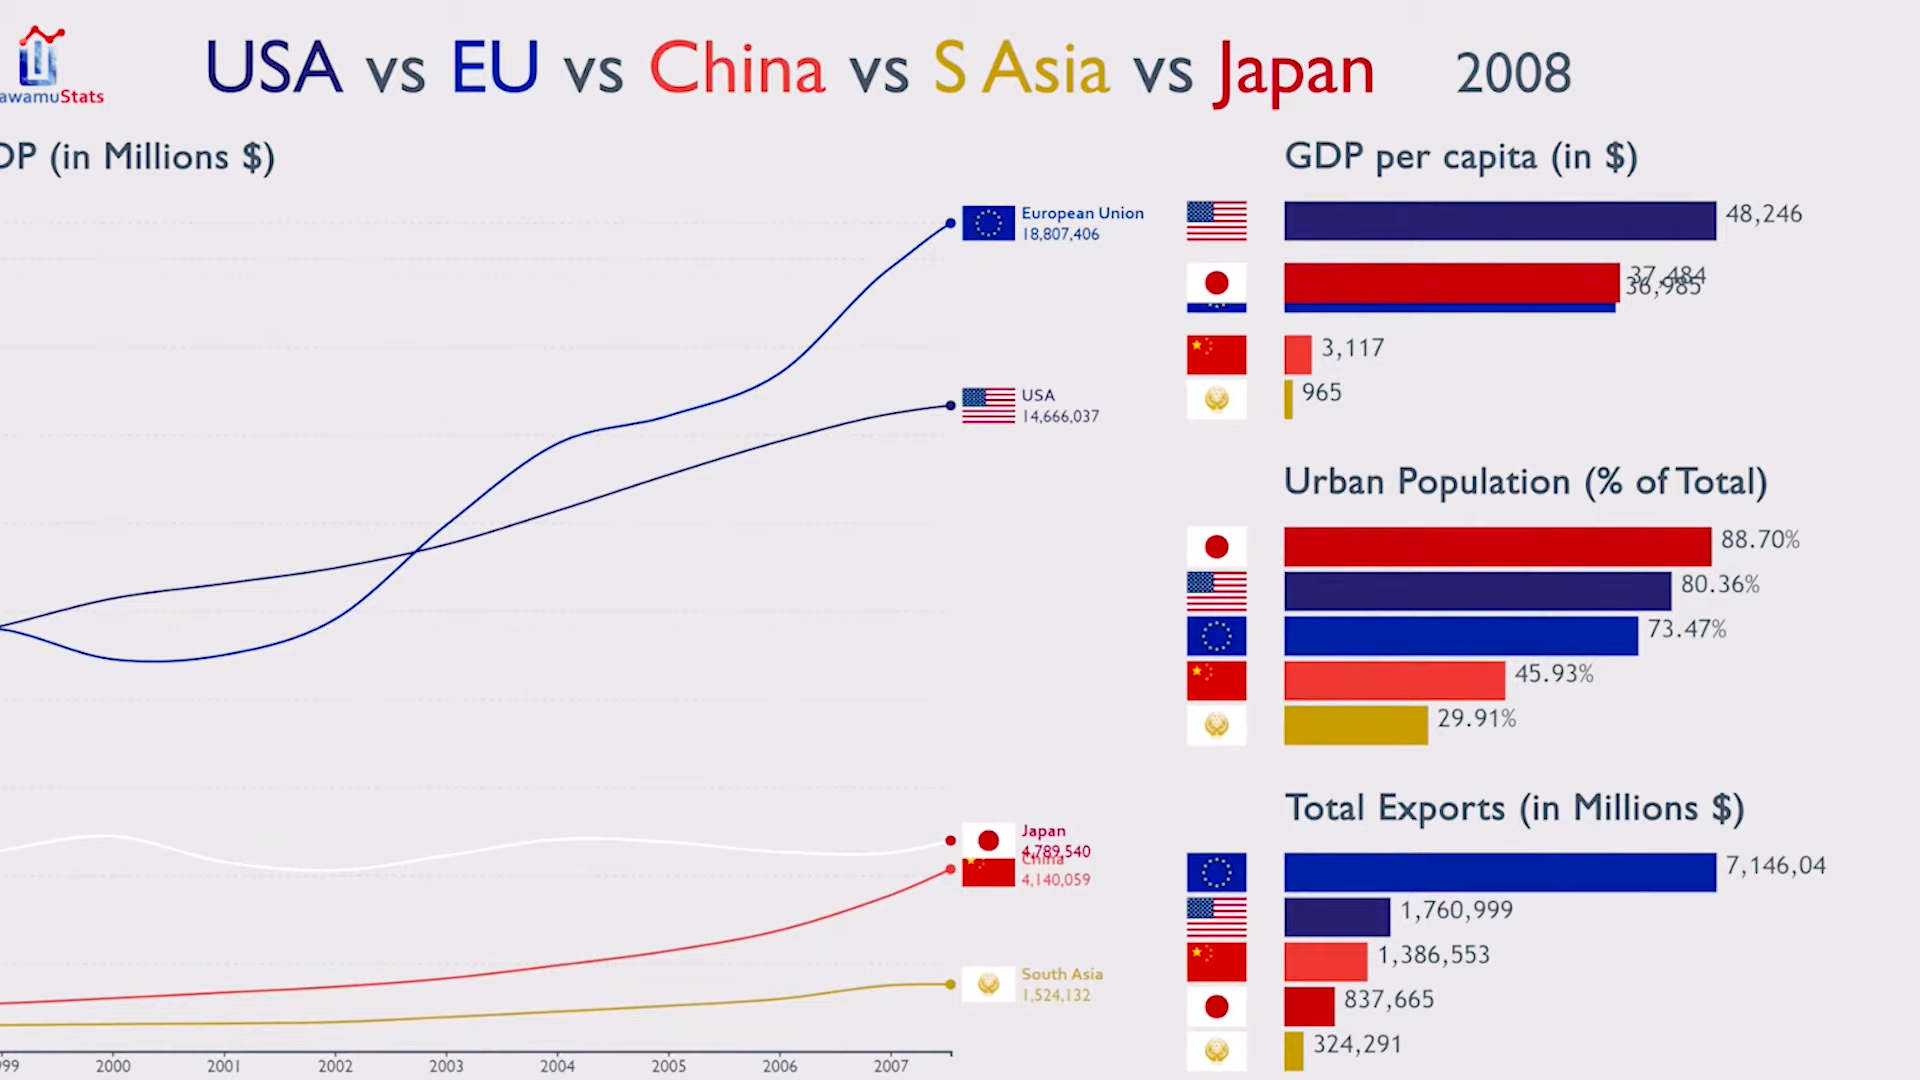 USA vs EU vs China vs S Asia vs Japan 2008
awamuStats
DP (in Millions $)
European Union
18,807,406
USA
14,666,037
Japan
4,789,540
China
4,140,059
South Asia
1,524,132
99 2000 2001 2002 2003 2004 2005 2006 2007
GDP per capita (in $)
48,246
37,484
36,985
3,117
965
Urban Population (% of Total)
88.70%
80.36%
73.47%
45.93%
29.91%
Total Exports (in Millions $)
7,146,04
1,760,999
1,386,553
837,665
324,291